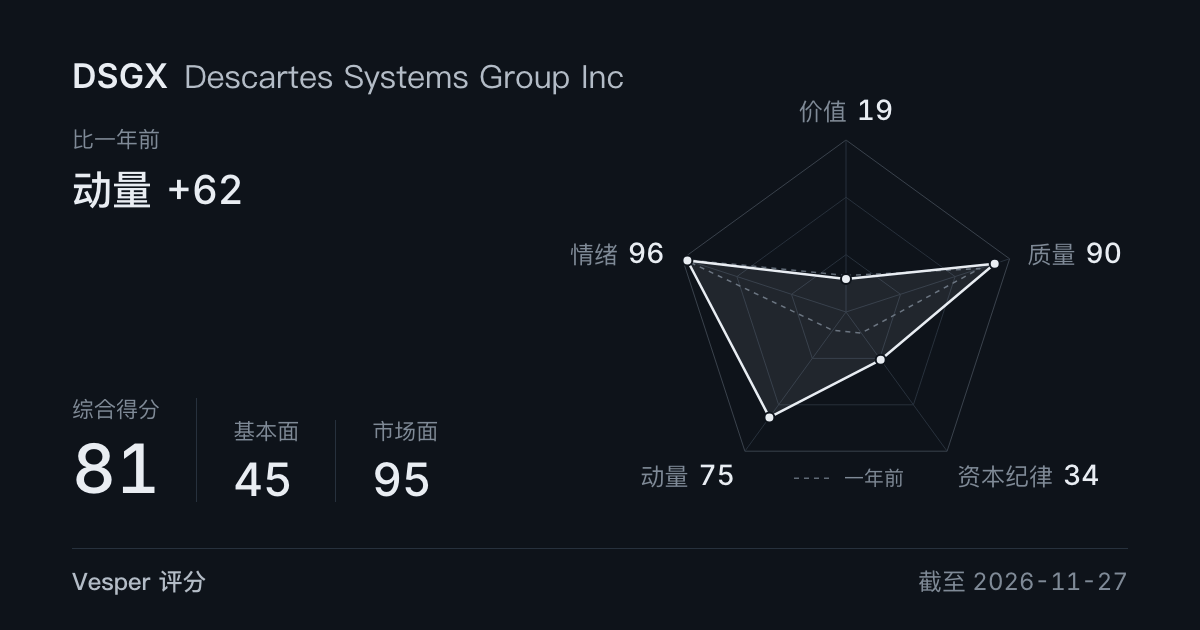 DSGX Descartes Systems Group Inc
比一年前
动量 +62
价值 19
情绪 96
质量 90
动量 75
---- 一年前
资本纪律 34
综合得分
81
基本面
45
市场面
95
Vesper 评分
截至 2026-11-27